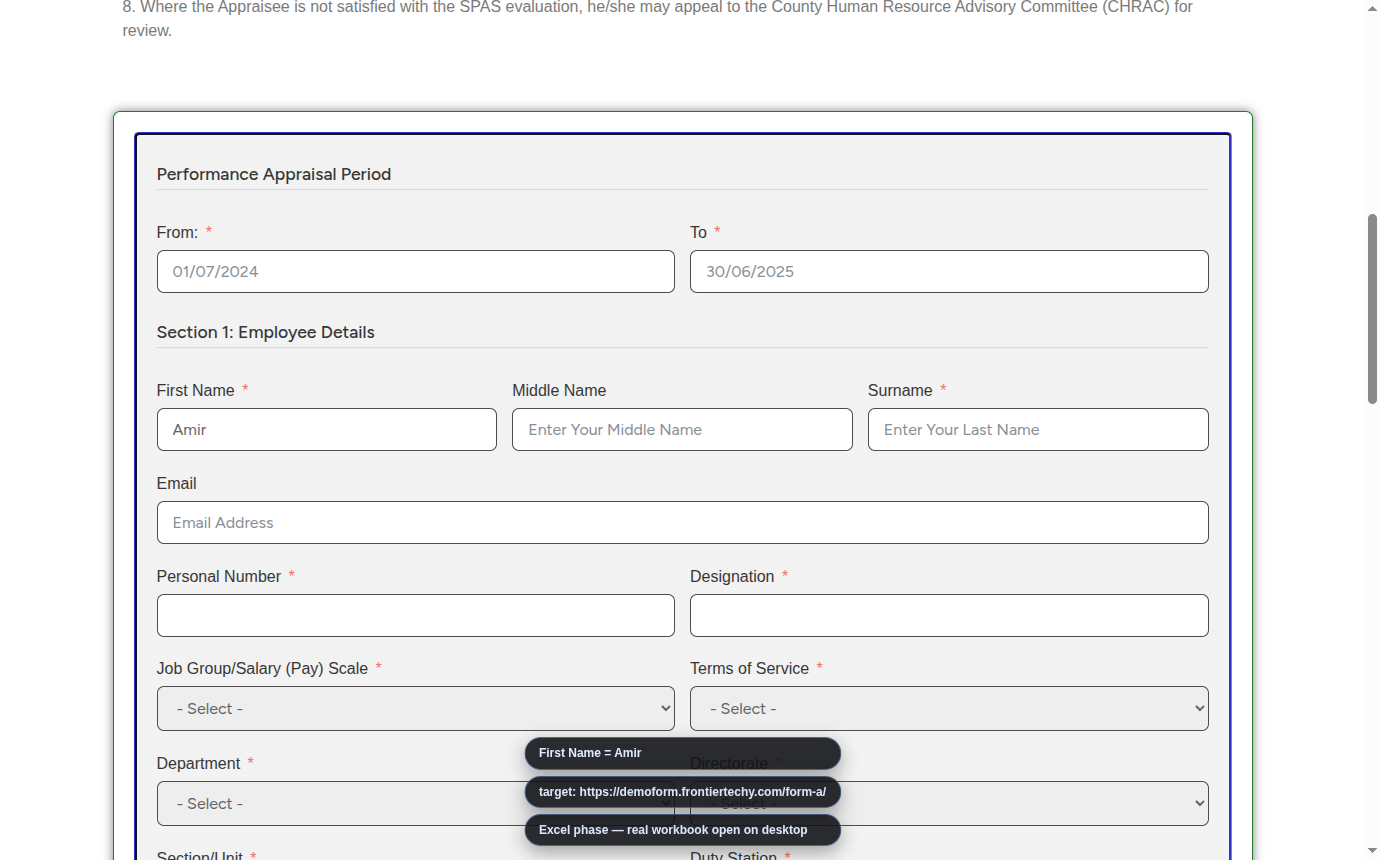 8. Where the Appraisee is not satisfied with the SPAS evaluation, he/she may appeal to the County Human Resource Advisory Committee (CHRAC) for
review.
Performance Appraisal Period
From: *
To *
01/07/2024
30/06/2025
Section 1: Employee Details
First Name *
Middle Name
Surname *
Amir
Enter Your Middle Name
Enter Your Last Name
Email
Email Address
Personal Number *
Designation *
Job Group/Salary (Pay) Scale *
Terms of Service *
- Select -
- Select -
First Name = Amir
Department *
Directorate *
target: https://demoform.frontiertechy.com/form-a/
- Select -
- Select -
Excel phase — real workbook open on desktop
Section/Unit *
Duty Station *